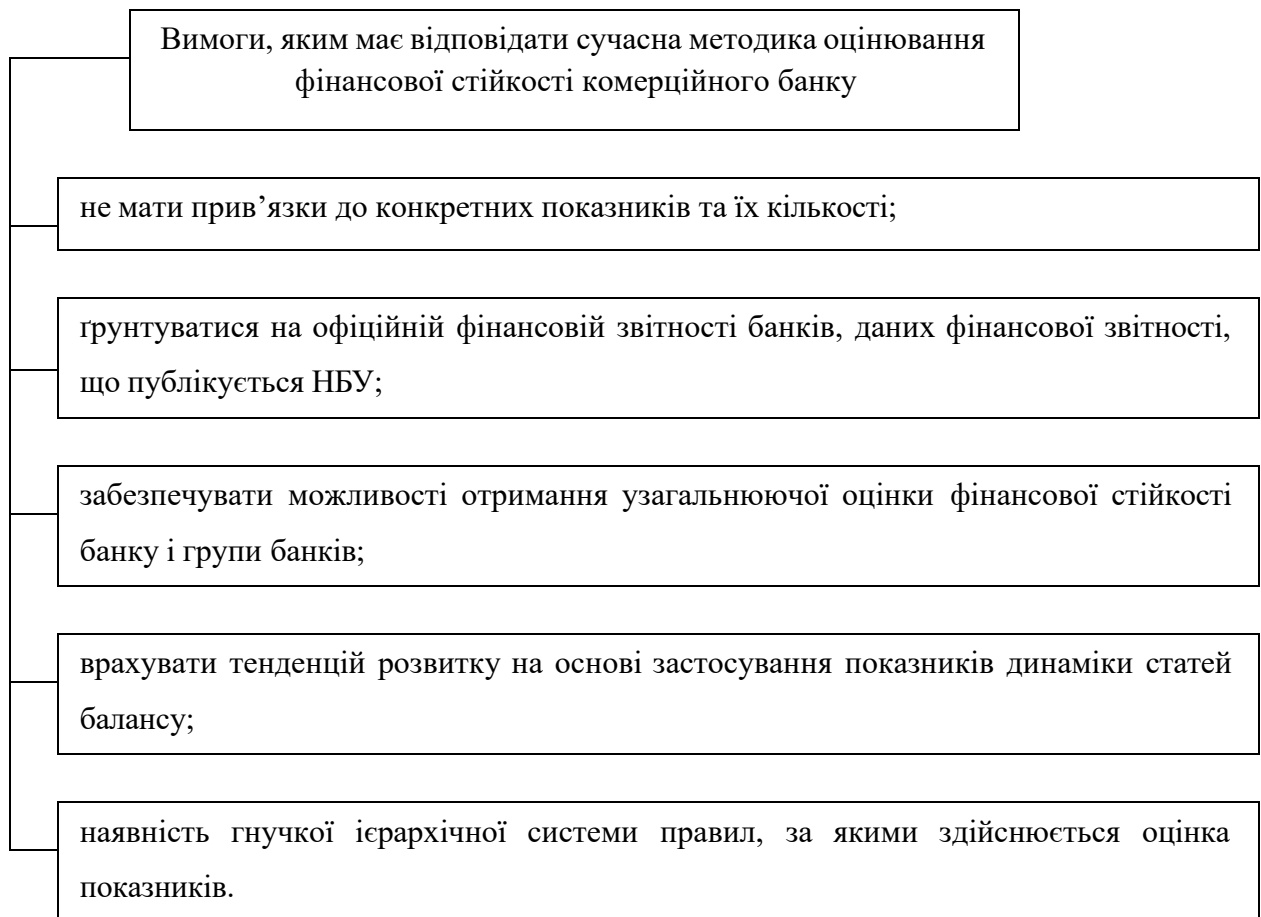 Вимоги, яким має відповідати сучасна методика оцінювання
фінансової стійкості комерційного банку
не мати прив’язки до конкретних показників та їх кількості;
ґрунтуватися на офіційній фінансовій звітності банків, даних фінансової звітності,
що публікується НБУ;
забезпечувати можливості отримання узагальнюючої оцінки фінансової стійкості
банку і групи банків;
врахувати тенденцій розвитку на основі застосування показників динаміки статей
балансу;
наявність гнучкої ієрархічної системи правил, за якими здійснюється оцінка
показників.